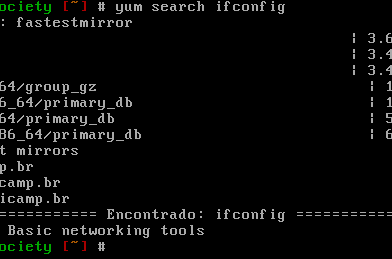 ociety [~] # yum search ifconfig
: fastestmirror
| 3.6
| 3.4
| 3.4
64/group_gz | 1
6_64/primary_db | 1
64/primary_db | 5
86_64/primary_db | 6
t mirrors
p.br
camp.br
icamp.br
=========== Encontrado: ifconfig ============
Basic networking tools
ociety [~] #